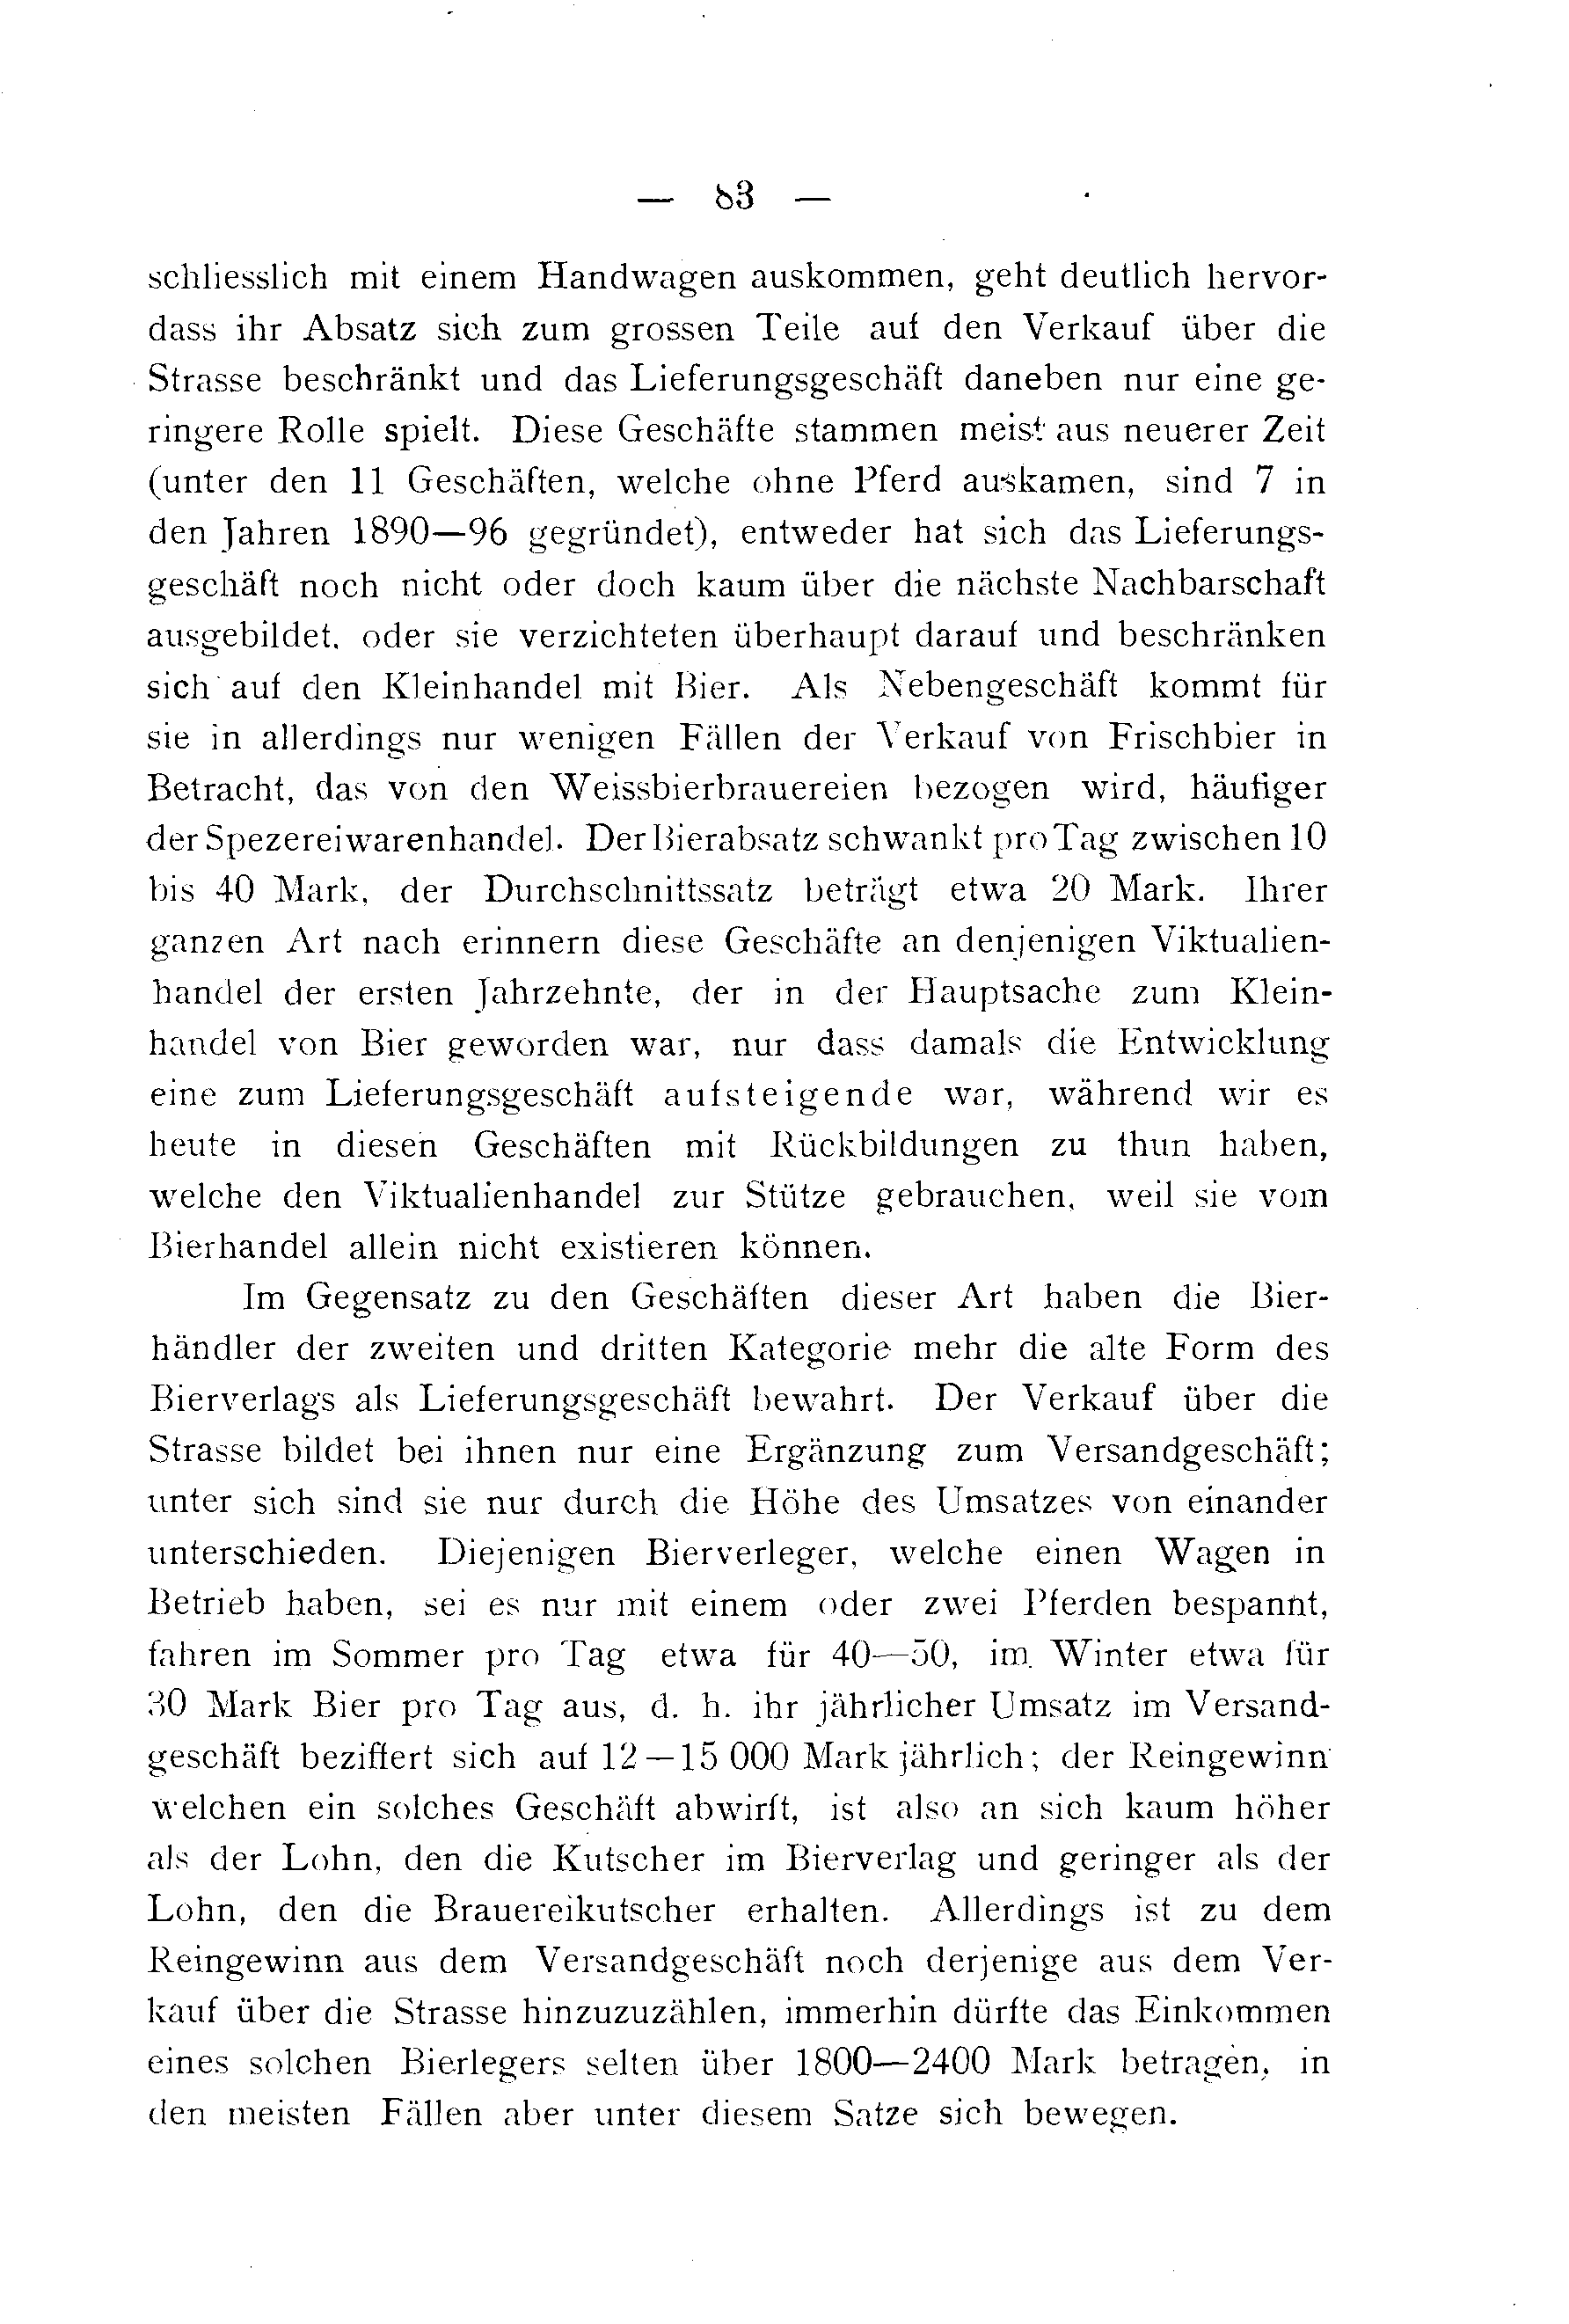 — 83 —
schliesslich mit einem Handwagen auskommen, geht deutlich hervor-
dass ihr Absatz sich zum grossen Teile auf den Verkauf über die
Strasse beschränkt und das Lieferungsgeschäft daneben nur eine ge-
ringere Rolle spielt. Diese Geschäfte stammen meist aus neuerer Zeit
(unter den 11 Geschäften, welche ohne Pferd auskamen, sind 7 in
den Jahren 1890—96 gegründet), entweder hat sich das Lieferungs-
geschäft noch nicht oder doch kaum über die nächste Nachbarschaft
ausgebildet, oder sie verzichteten überhaupt darauf und beschränken
sich auf den Kleinhandel mit Bier. Als Nebengeschäft kommt für
sie in allerdings nur wenigen Fällen der Verkauf von Frischbier in
Betracht, das von den Weissbierbrauereien bezogen wird, häufiger
der Spezereiwarenhandel. Der Bierabsatz schwankt pro Tag zwischen 10
bis 40 Mark, der Durchschnittssatz beträgt etwa 20 Mark. Ihrer
ganzen Art nach erinnern diese Geschäfte an denjenigen Viktualien-
handel der ersten Jahrzehnte, der in der Hauptsache zum Klein-
handel von Bier geworden war, nur dass damals die Entwicklung
eine zum Lieferungsgeschäft aufsteigende war, während wir es
heute in diesen Geschäften mit Rückbildungen zu thun haben,
welche den Viktualienhandel zur Stütze gebrauchen, weil sie vom
Bierhandel allein nicht existieren können.
Im Gegensatz zu den Geschäften dieser Art haben die Bier-
händler der zweiten und dritten Kategorie mehr die alte Form des
Bierverlags als Lieferungsgeschäft bewahrt. Der Verkauf über die
Strasse bildet bei ihnen nur eine Ergänzung zum Versandgeschäft;
unter sich sind sie nur durch die Höhe des Umsatzes von einander
unterschieden. Diejenigen Bierverleger, welche einen Wagen in
Betrieb haben, sei es nur mit einem oder zwei Pferden bespannt,
fahren im Sommer pro Tag etwa für 40—50, im Winter etwa für
30 Mark Bier pro Tag aus, d. h. ihr jährlicher Umsatz im Versand-
geschäft beziffert sich auf 12—15 000 Mark jährlich; der Reingewinn
welchen ein solches Geschäft abwirft, ist also an sich kaum höher
als der Lohn, den die Kutscher im Bierverlag und geringer als der
Lohn, den die Brauereikutscher erhalten. Allerdings ist zu dem
Reingewinn aus dem Versandgeschäft noch derjenige aus dem Ver-
kauf über die Strasse hinzuzuzählen, immerhin dürfte das Einkommen
eines solchen Bierlegers selten über 1800—2400 Mark betragen, in
den meisten Fällen aber unter diesem Satze sich bewegen.